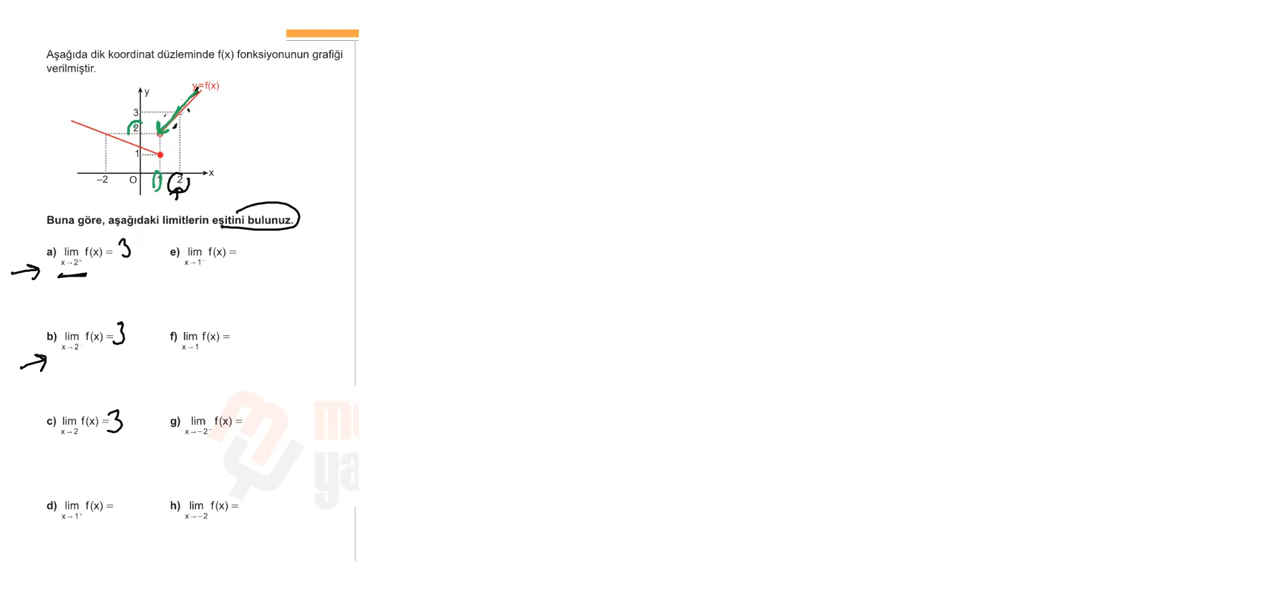 Aşağıda dik koordinat düzleminde f(x) fonksiyonunun grafiği
verilmiştir.
y
y=f(x)
3
2
1
x
–2
O
1
2
Buna göre, aşağıdaki limitlerin eşitini bulunuz.
a) lim f(x) = 3
x→2⁺
e) lim f(x) =
x→1⁻
b) lim f(x) = 3
x→2
f) lim f(x) =
x→1
c) lim f(x) = 3
x→2
g) lim f(x) =
x→–2⁻
d) lim f(x) =
x→1⁺
h) lim f(x) =
x→–2